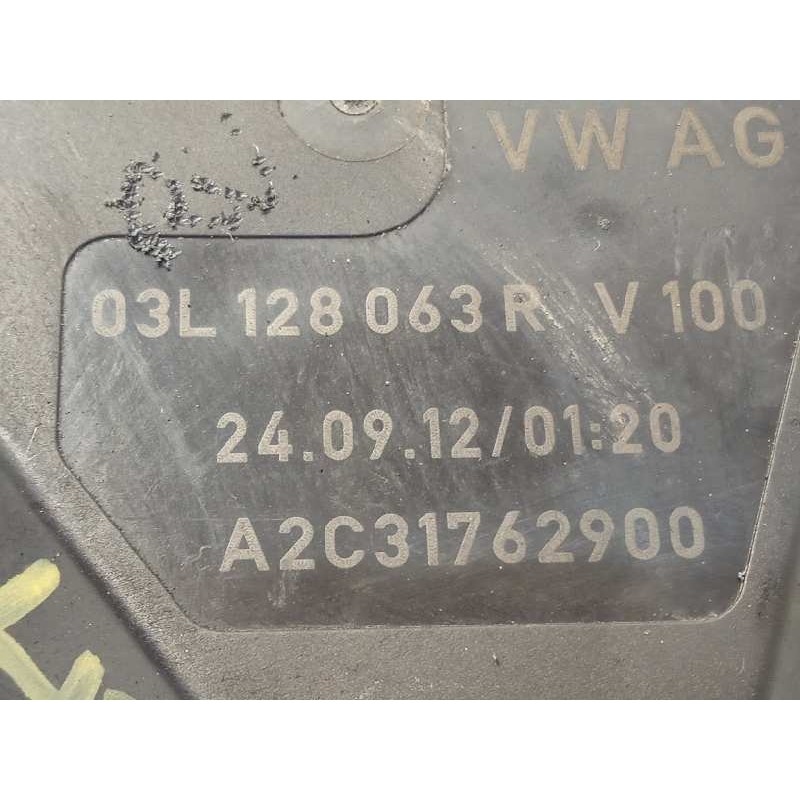 VW AG
03L 128 063 R V 100
24.09.12/01:20
A2C31762900